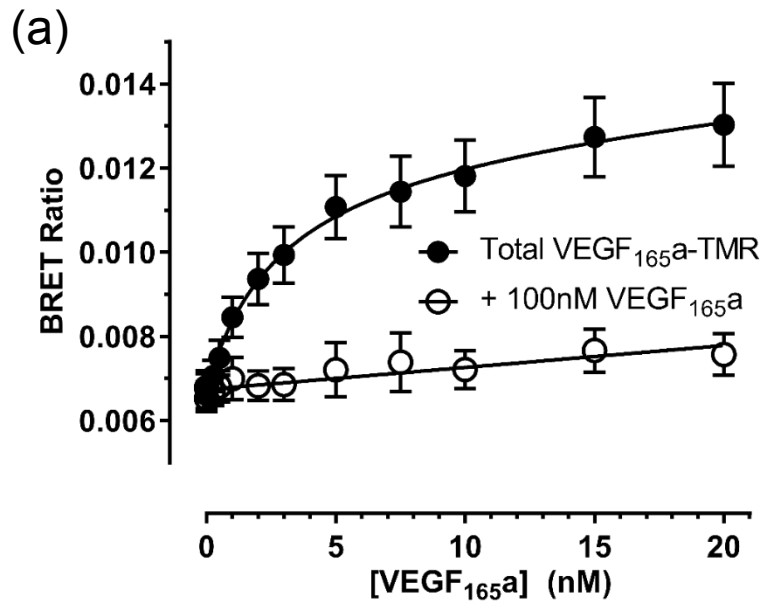 (a)
0.014
0.012
0.010
0.008
0.006
BRET Ratio
Total VEGF₁₆₅a-TMR
+ 100nM VEGF₁₆₅a
0 5 10 15 20
[VEGF₁₆₅a] (nM)